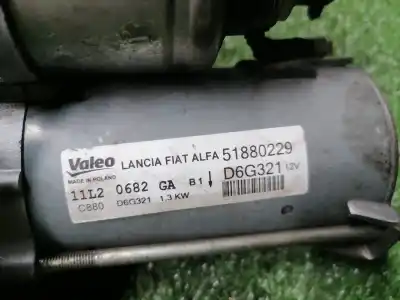 Valeo LANCIA FIAT ALFA 51880229
MADE IN POLAND D6G321 12V
11L2 0682 GA B1
C880 D6G321 1,3 KW